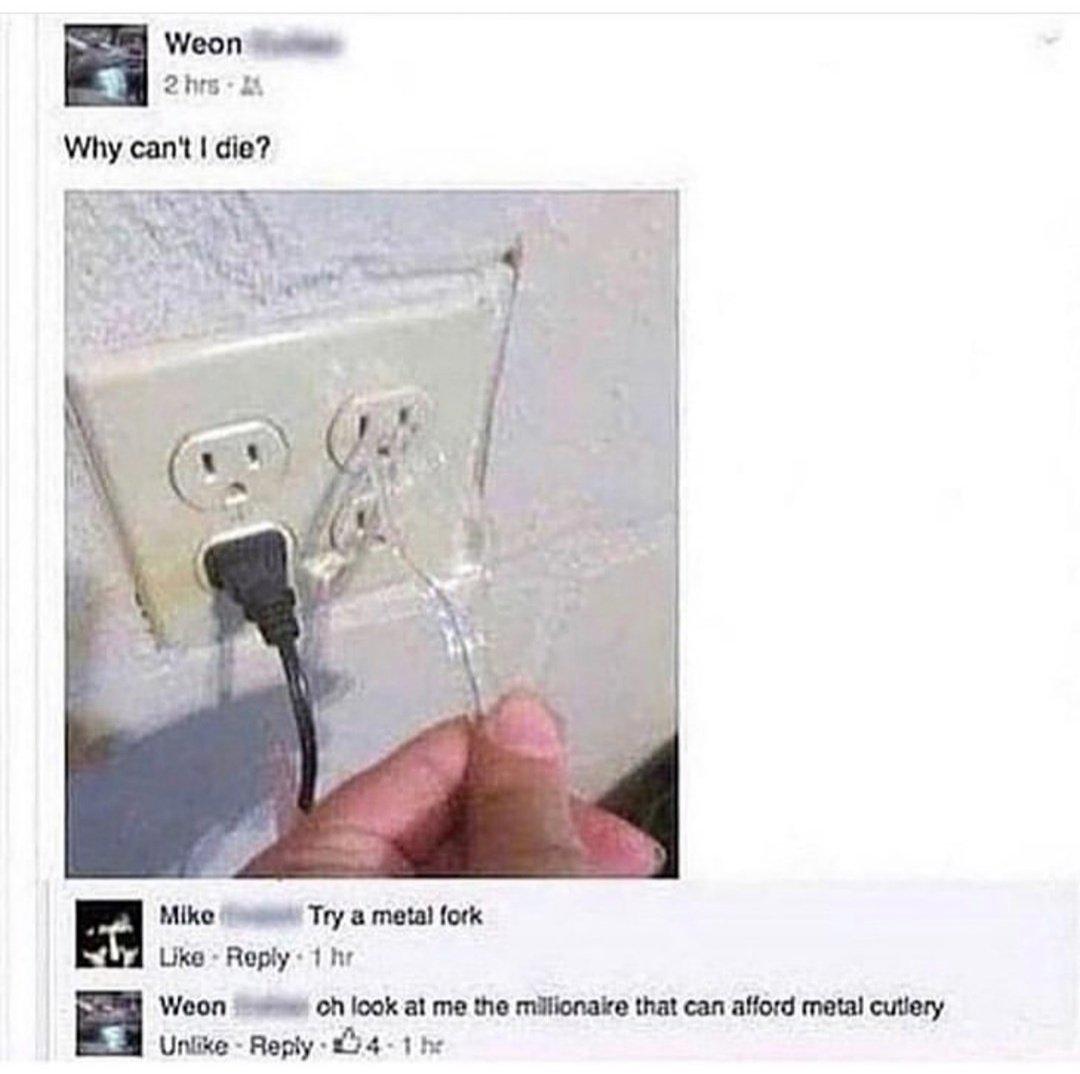 Weon
2 hrs ·
Why can't I die?
Mike Try a metal fork
Like · Reply · 1 hr
Weon oh look at me the millionaire that can afford metal cutlery
Unlike · Reply · 4 · 1 hr